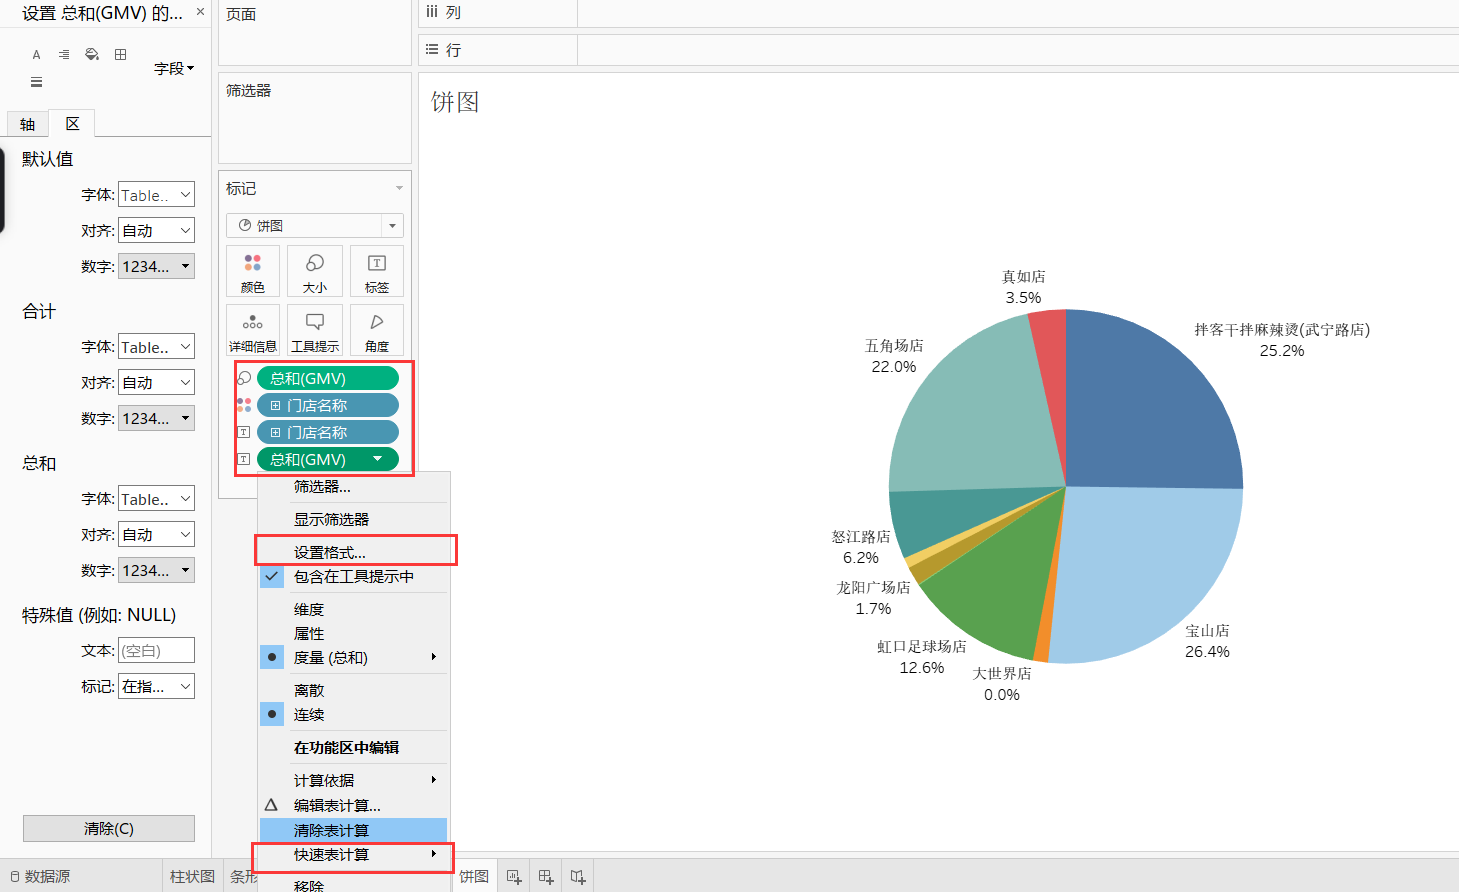 设置 总和(GMV) 的...
×
字段
轴
区
默认值
字体:
Table..
对齐:
自动
数字:
1234...
合计
字体:
Table..
对齐:
自动
数字:
1234...
总和
字体:
Table..
对齐:
自动
数字:
1234...
特殊值 (例如: NULL)
文本:
(空白)
标记:
在指...
清除(C)
页面
筛选器
标记
饼图
颜色
大小
标签
详细信息
工具提示
角度
总和(GMV)
门店名称
门店名称
总和(GMV)
筛选器...
显示筛选器
设置格式...
包含在工具提示中
维度
属性
度量 (总和)
离散
连续
在功能区中编辑
计算依据
编辑表计算...
清除表计算
快速表计算
移除
列
行
饼图
真如店
3.5%
拌客干拌麻辣烫(武宁路店)
25.2%
五角场店
22.0%
怒江路店
6.2%
龙阳广场店
1.7%
虹口足球场店
12.6%
大世界店
0.0%
宝山店
26.4%
数据源
柱状图
条形
饼图